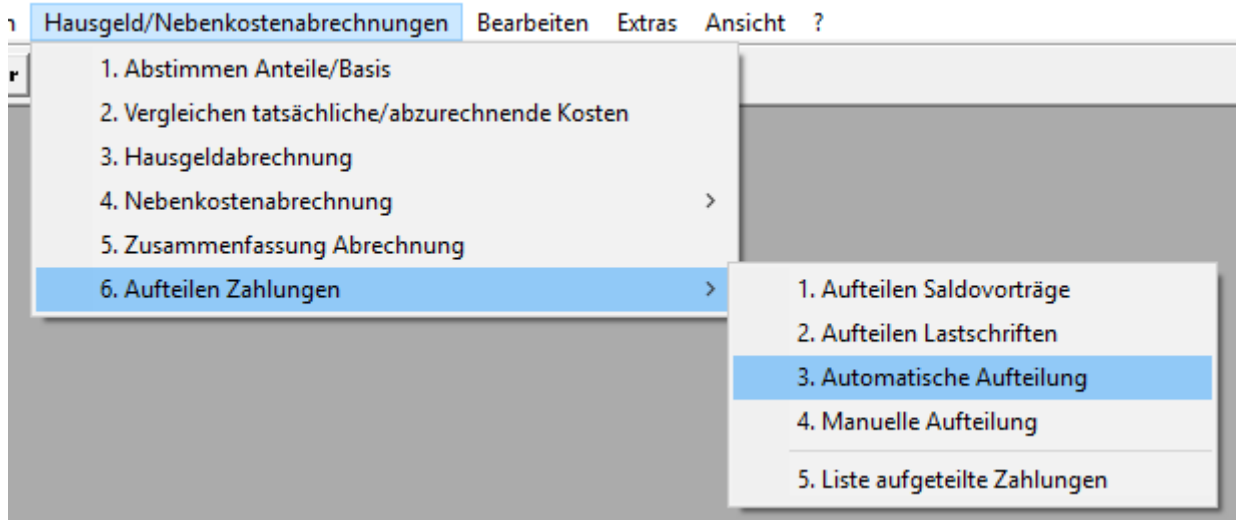 n Hausgeld/Nebenkostenabrechnungen Bearbeiten Extras Ansicht ?
r
1. Abstimmen Anteile/Basis
2. Vergleichen tatsächliche/abzurechnende Kosten
3. Hausgeldabrechnung
4. Nebenkostenabrechnung >
5. Zusammenfassung Abrechnung
6. Aufteilen Zahlungen >
1. Aufteilen Saldovorträge
2. Aufteilen Lastschriften
3. Automatische Aufteilung
4. Manuelle Aufteilung
5. Liste aufgeteilte Zahlungen